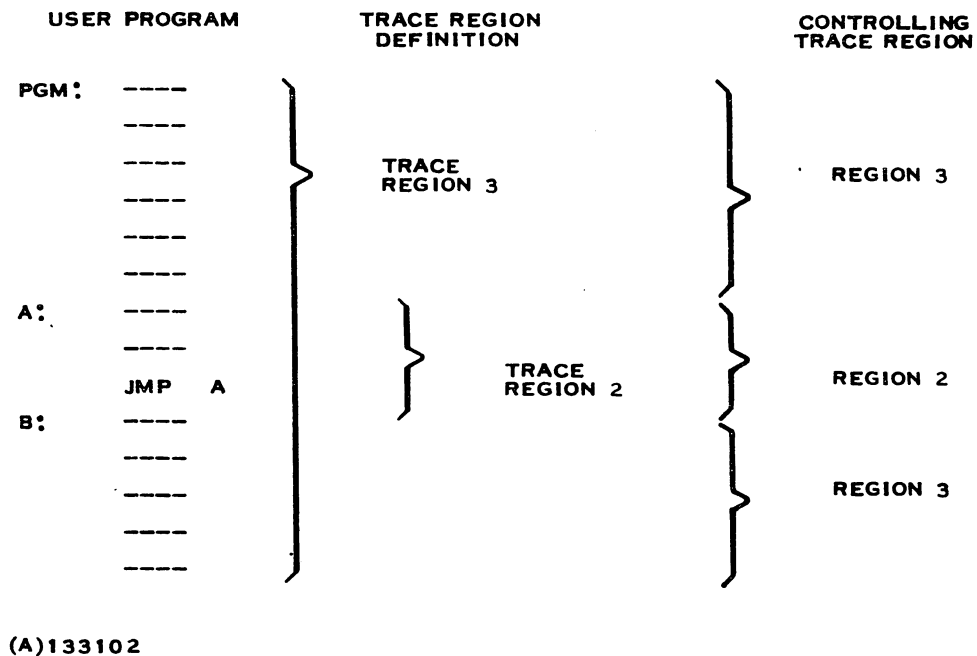 USER PROGRAM
TRACE REGION
DEFINITION
CONTROLLING
TRACE REGION
PGM: ----
----
----
TRACE
REGION 3
REGION 3
----
----
----
A: ----
----
TRACE
REGION 2
REGION 2
JMP A
B: ----
----
----
REGION 3
----
----
(A)133102